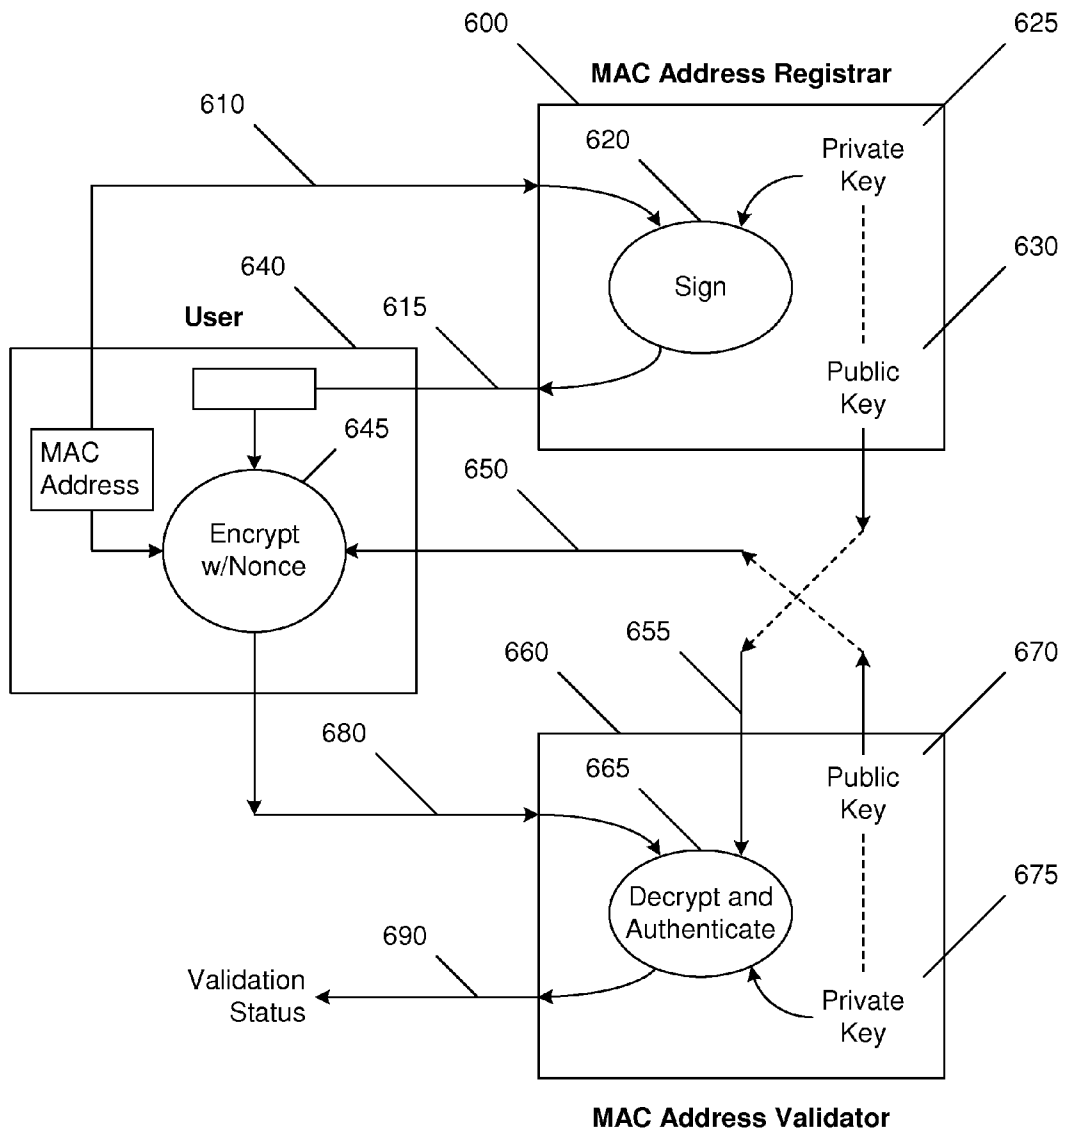 600
625
MAC Address Registrar
610
620
Private
Key
640
630
615
User
Sign
Public
Key
645
MAC
Address
650
Encrypt
w/Nonce
655
660
670
680
665
Public
Key
675
Decrypt and
Authenticate
690
Validation
Status
Private
Key
MAC Address Validator